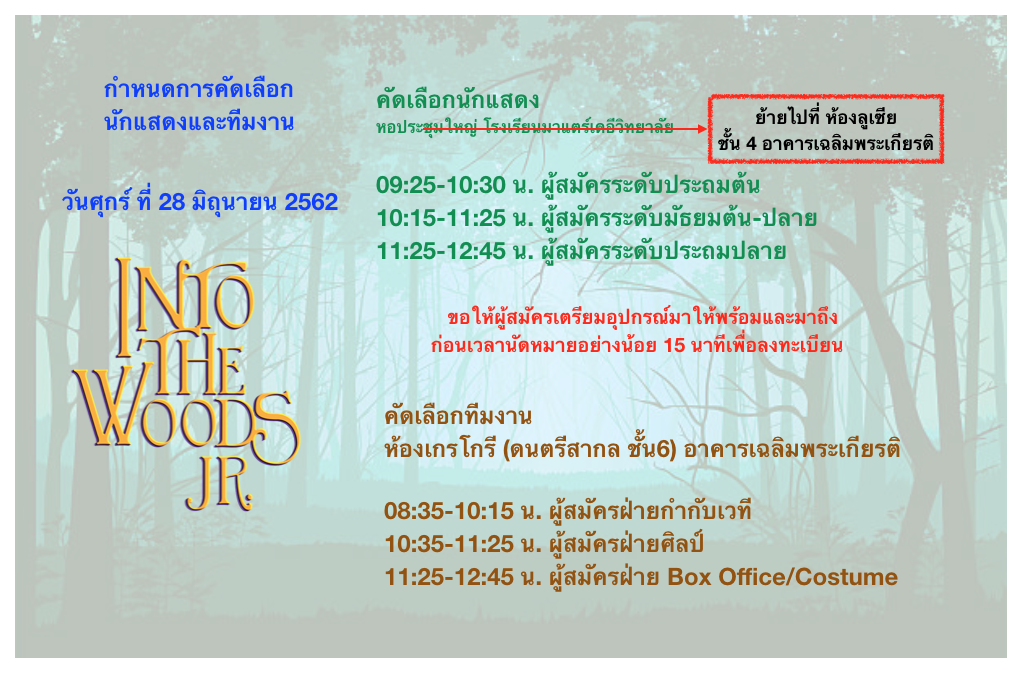 กำหนดการคัดเลือก
นักแสดงและทีมงาน
วันศุกร์ ที่ 28 มิถุนายน 2562
INTO
THE
WOODS
JR.
คัดเลือกนักแสดง
หอประชุมใหญ่ โรงเรียนมาแตร์เดอีวิทยาลัย
ย้ายไปที่ ห้องลูเซีย
ชั้น 4 อาคารเฉลิมพระเกียรติ
09:25-10:30 น. ผู้สมัครระดับประถมต้น
10:15-11:25 น. ผู้สมัครระดับมัธยมต้น-ปลาย
11:25-12:45 น. ผู้สมัครระดับประถมปลาย
ขอให้ผู้สมัครเตรียมอุปกรณ์มาให้พร้อมและมาถึง
ก่อนเวลานัดหมายอย่างน้อย 15 นาทีเพื่อลงทะเบียน
คัดเลือกทีมงาน
ห้องเกรโกรี (ดนตรีสากล ชั้น6) อาคารเฉลิมพระเกียรติ
08:35-10:15 น. ผู้สมัครฝ่ายกำกับเวที
10:35-11:25 น. ผู้สมัครฝ่ายศิลป์
11:25-12:45 น. ผู้สมัครฝ่าย Box Office/Costume